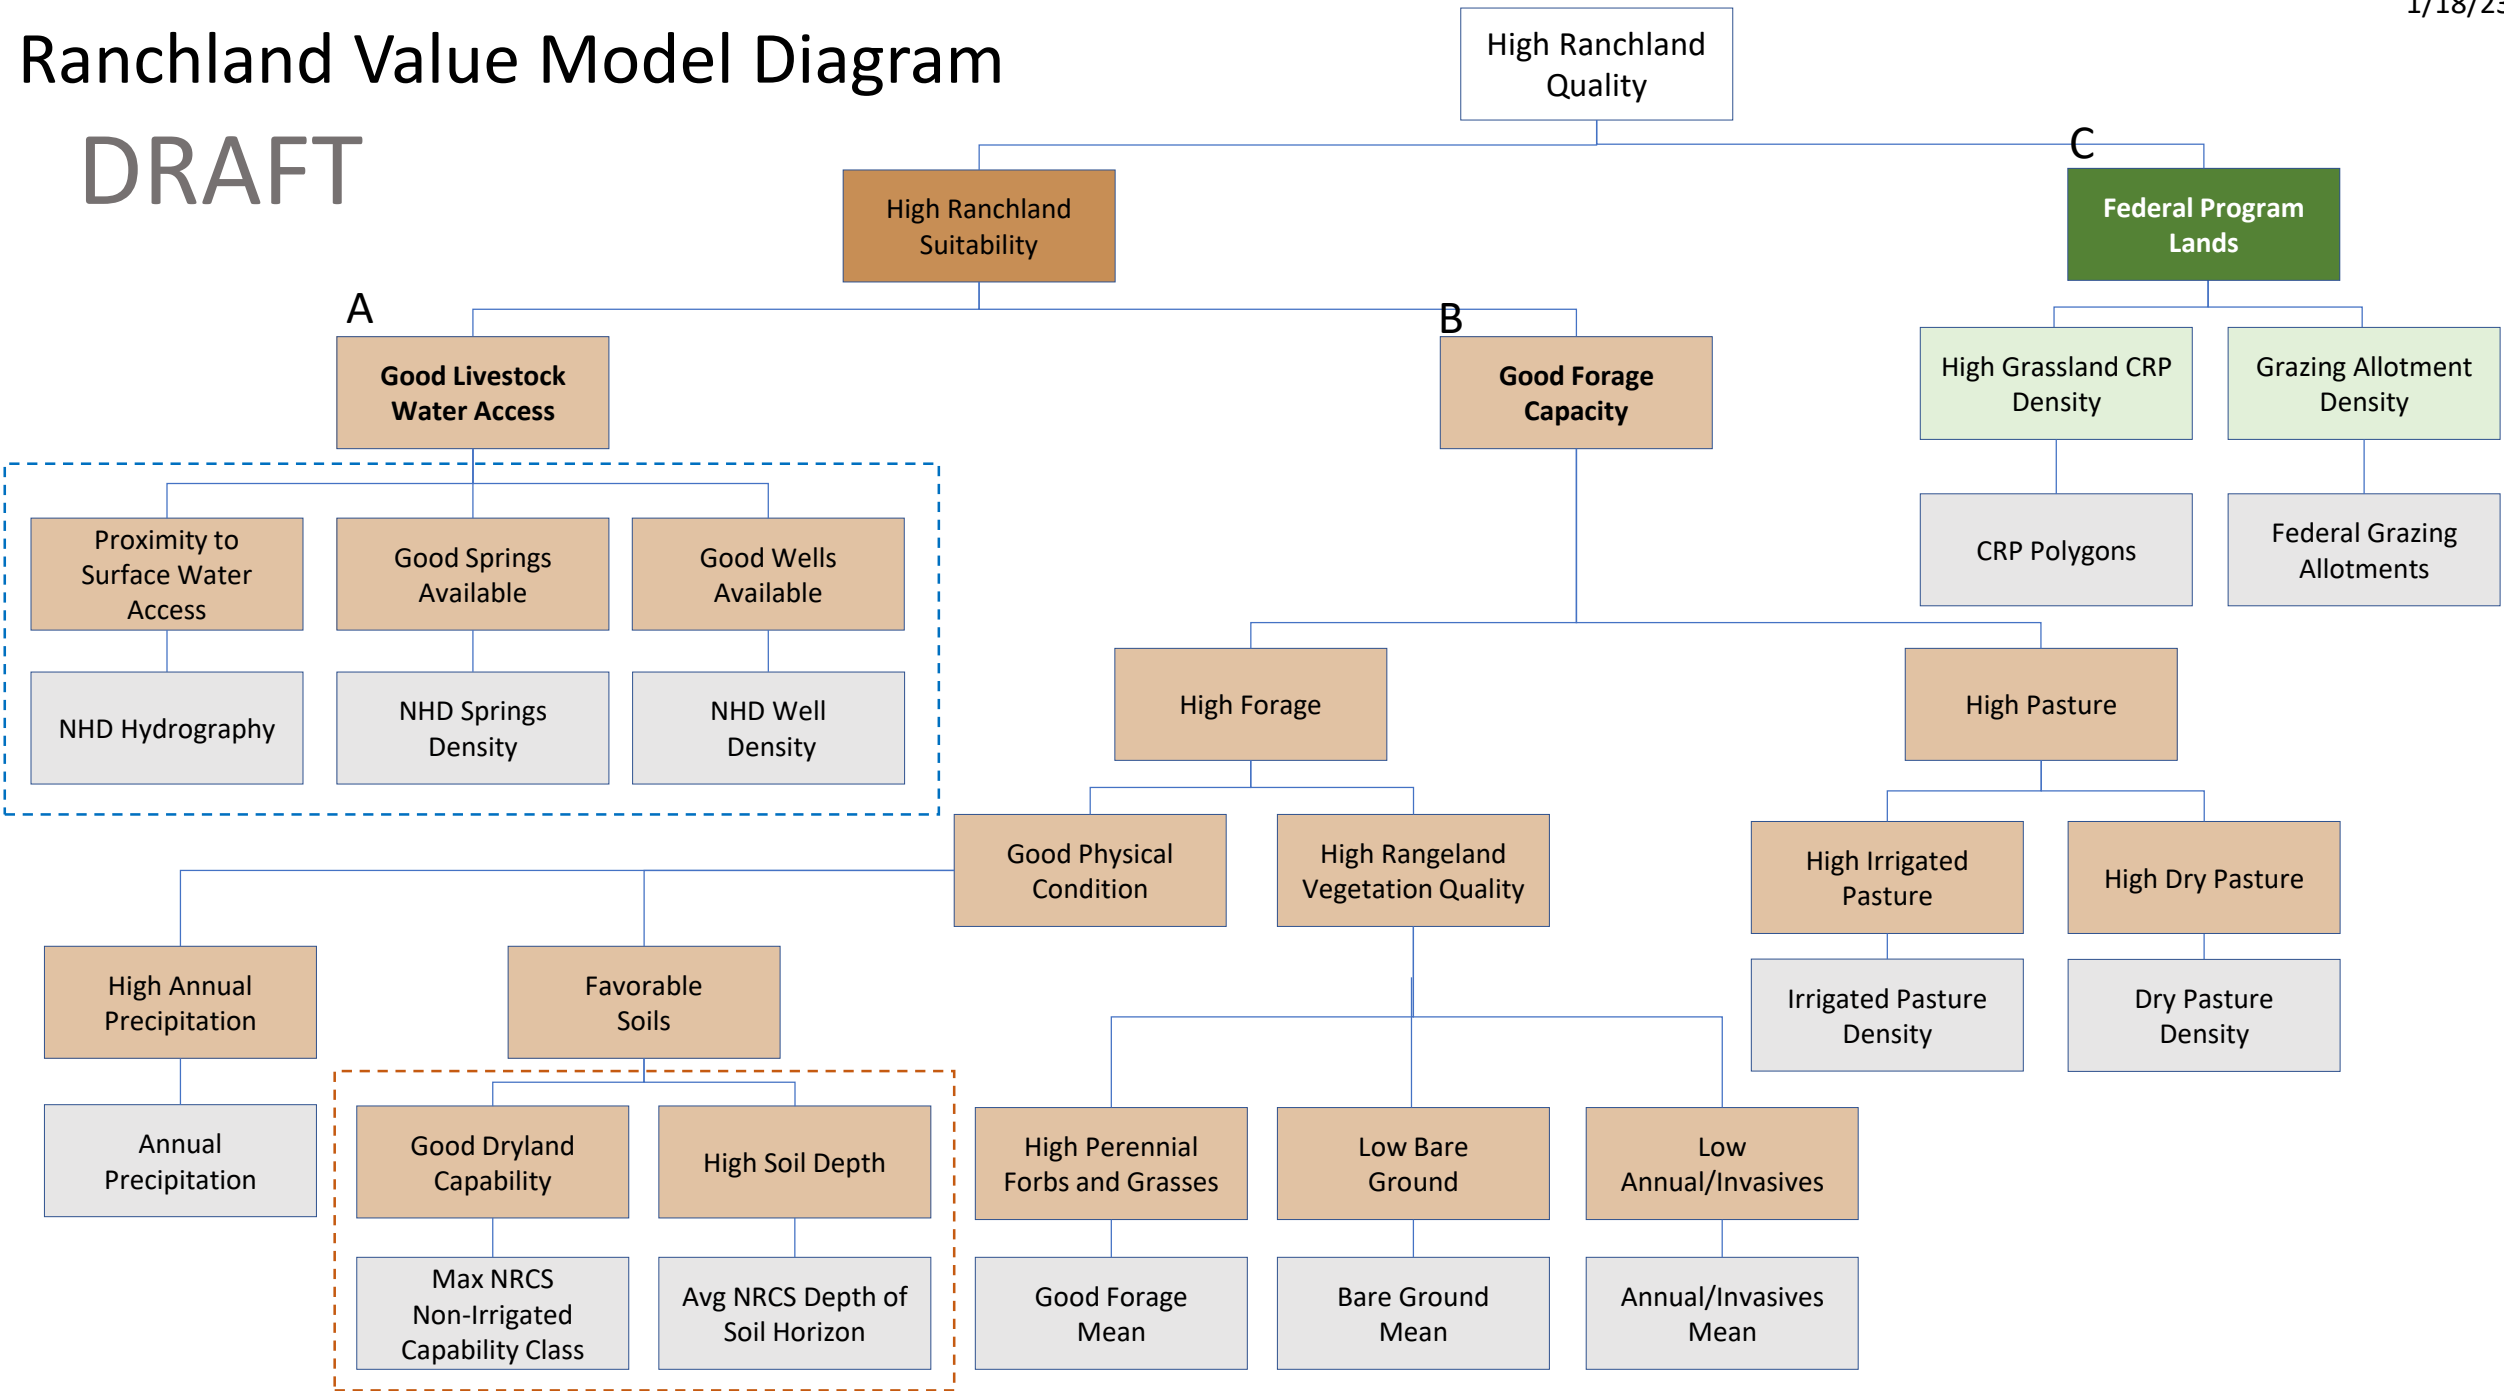 1/18/23
Ranchland Value Model Diagram
DRAFT
High Ranchland
Quality
C
High Ranchland
Suitability
Federal Program
Lands
A
B
Good Livestock
Water Access
Good Forage
Capacity
High Grassland CRP
Density
Grazing Allotment
Density
Proximity to
Surface Water
Access
Good Springs
Available
Good Wells
Available
CRP Polygons
Federal Grazing
Allotments
NHD Hydrography
NHD Springs
Density
NHD Well
Density
High Forage
High Pasture
Good Physical
Condition
High Rangeland
Vegetation Quality
High Irrigated
Pasture
High Dry Pasture
High Annual
Precipitation
Favorable
Soils
Irrigated Pasture
Density
Dry Pasture
Density
Annual
Precipitation
Good Dryland
Capability
High Soil Depth
High Perennial
Forbs and Grasses
Low Bare
Ground
Low
Annual/Invasives
Max NRCS
Non-Irrigated
Capability Class
Avg NRCS Depth of
Soil Horizon
Good Forage
Mean
Bare Ground
Mean
Annual/Invasives
Mean